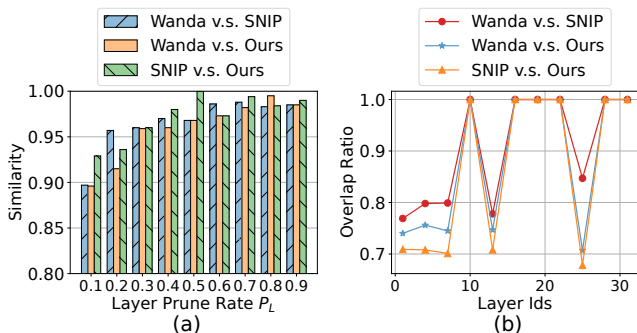 Wanda v.s. SNIP
Wanda v.s. Ours
SNIP v.s. Ours
Similarity
1.00
0.95
0.90
0.85
0.80
0.1 0.2 0.3 0.4 0.5 0.6 0.7 0.8 0.9
Layer Prune Rate P_L
(a)
Wanda v.s. SNIP
Wanda v.s. Ours
SNIP v.s. Ours
Overlap Ratio
1.0
0.9
0.8
0.7
0 10 20 30
Layer Ids
(b)